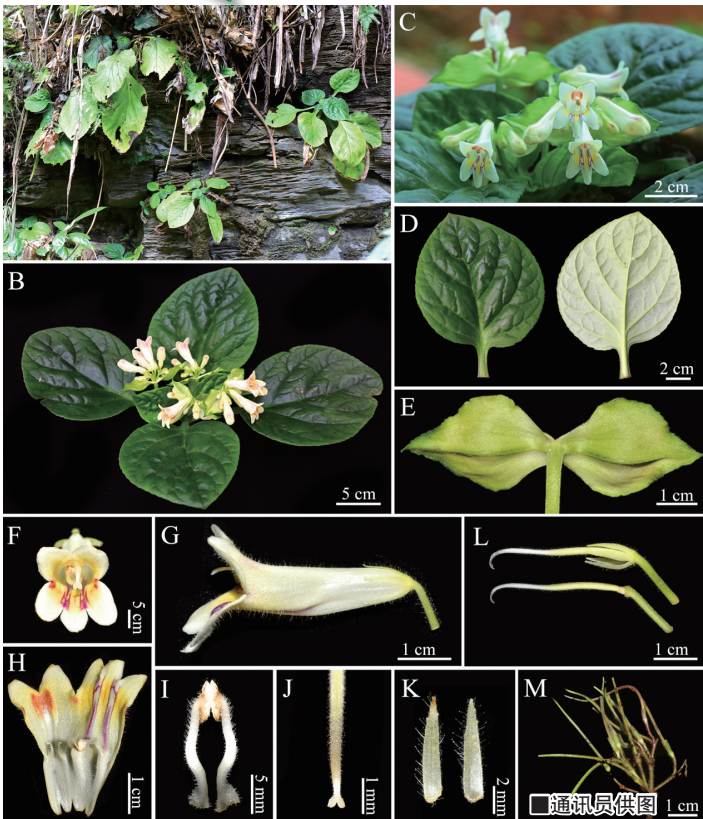 A
C
2 cm
D
2 cm
B
5 cm
E
1 cm
F
5 cm
G
1 cm
L
1 cm
H
1 cm
I
5 mm
J
1 mm
K
2 mm
M
1 cm
■通讯员供图